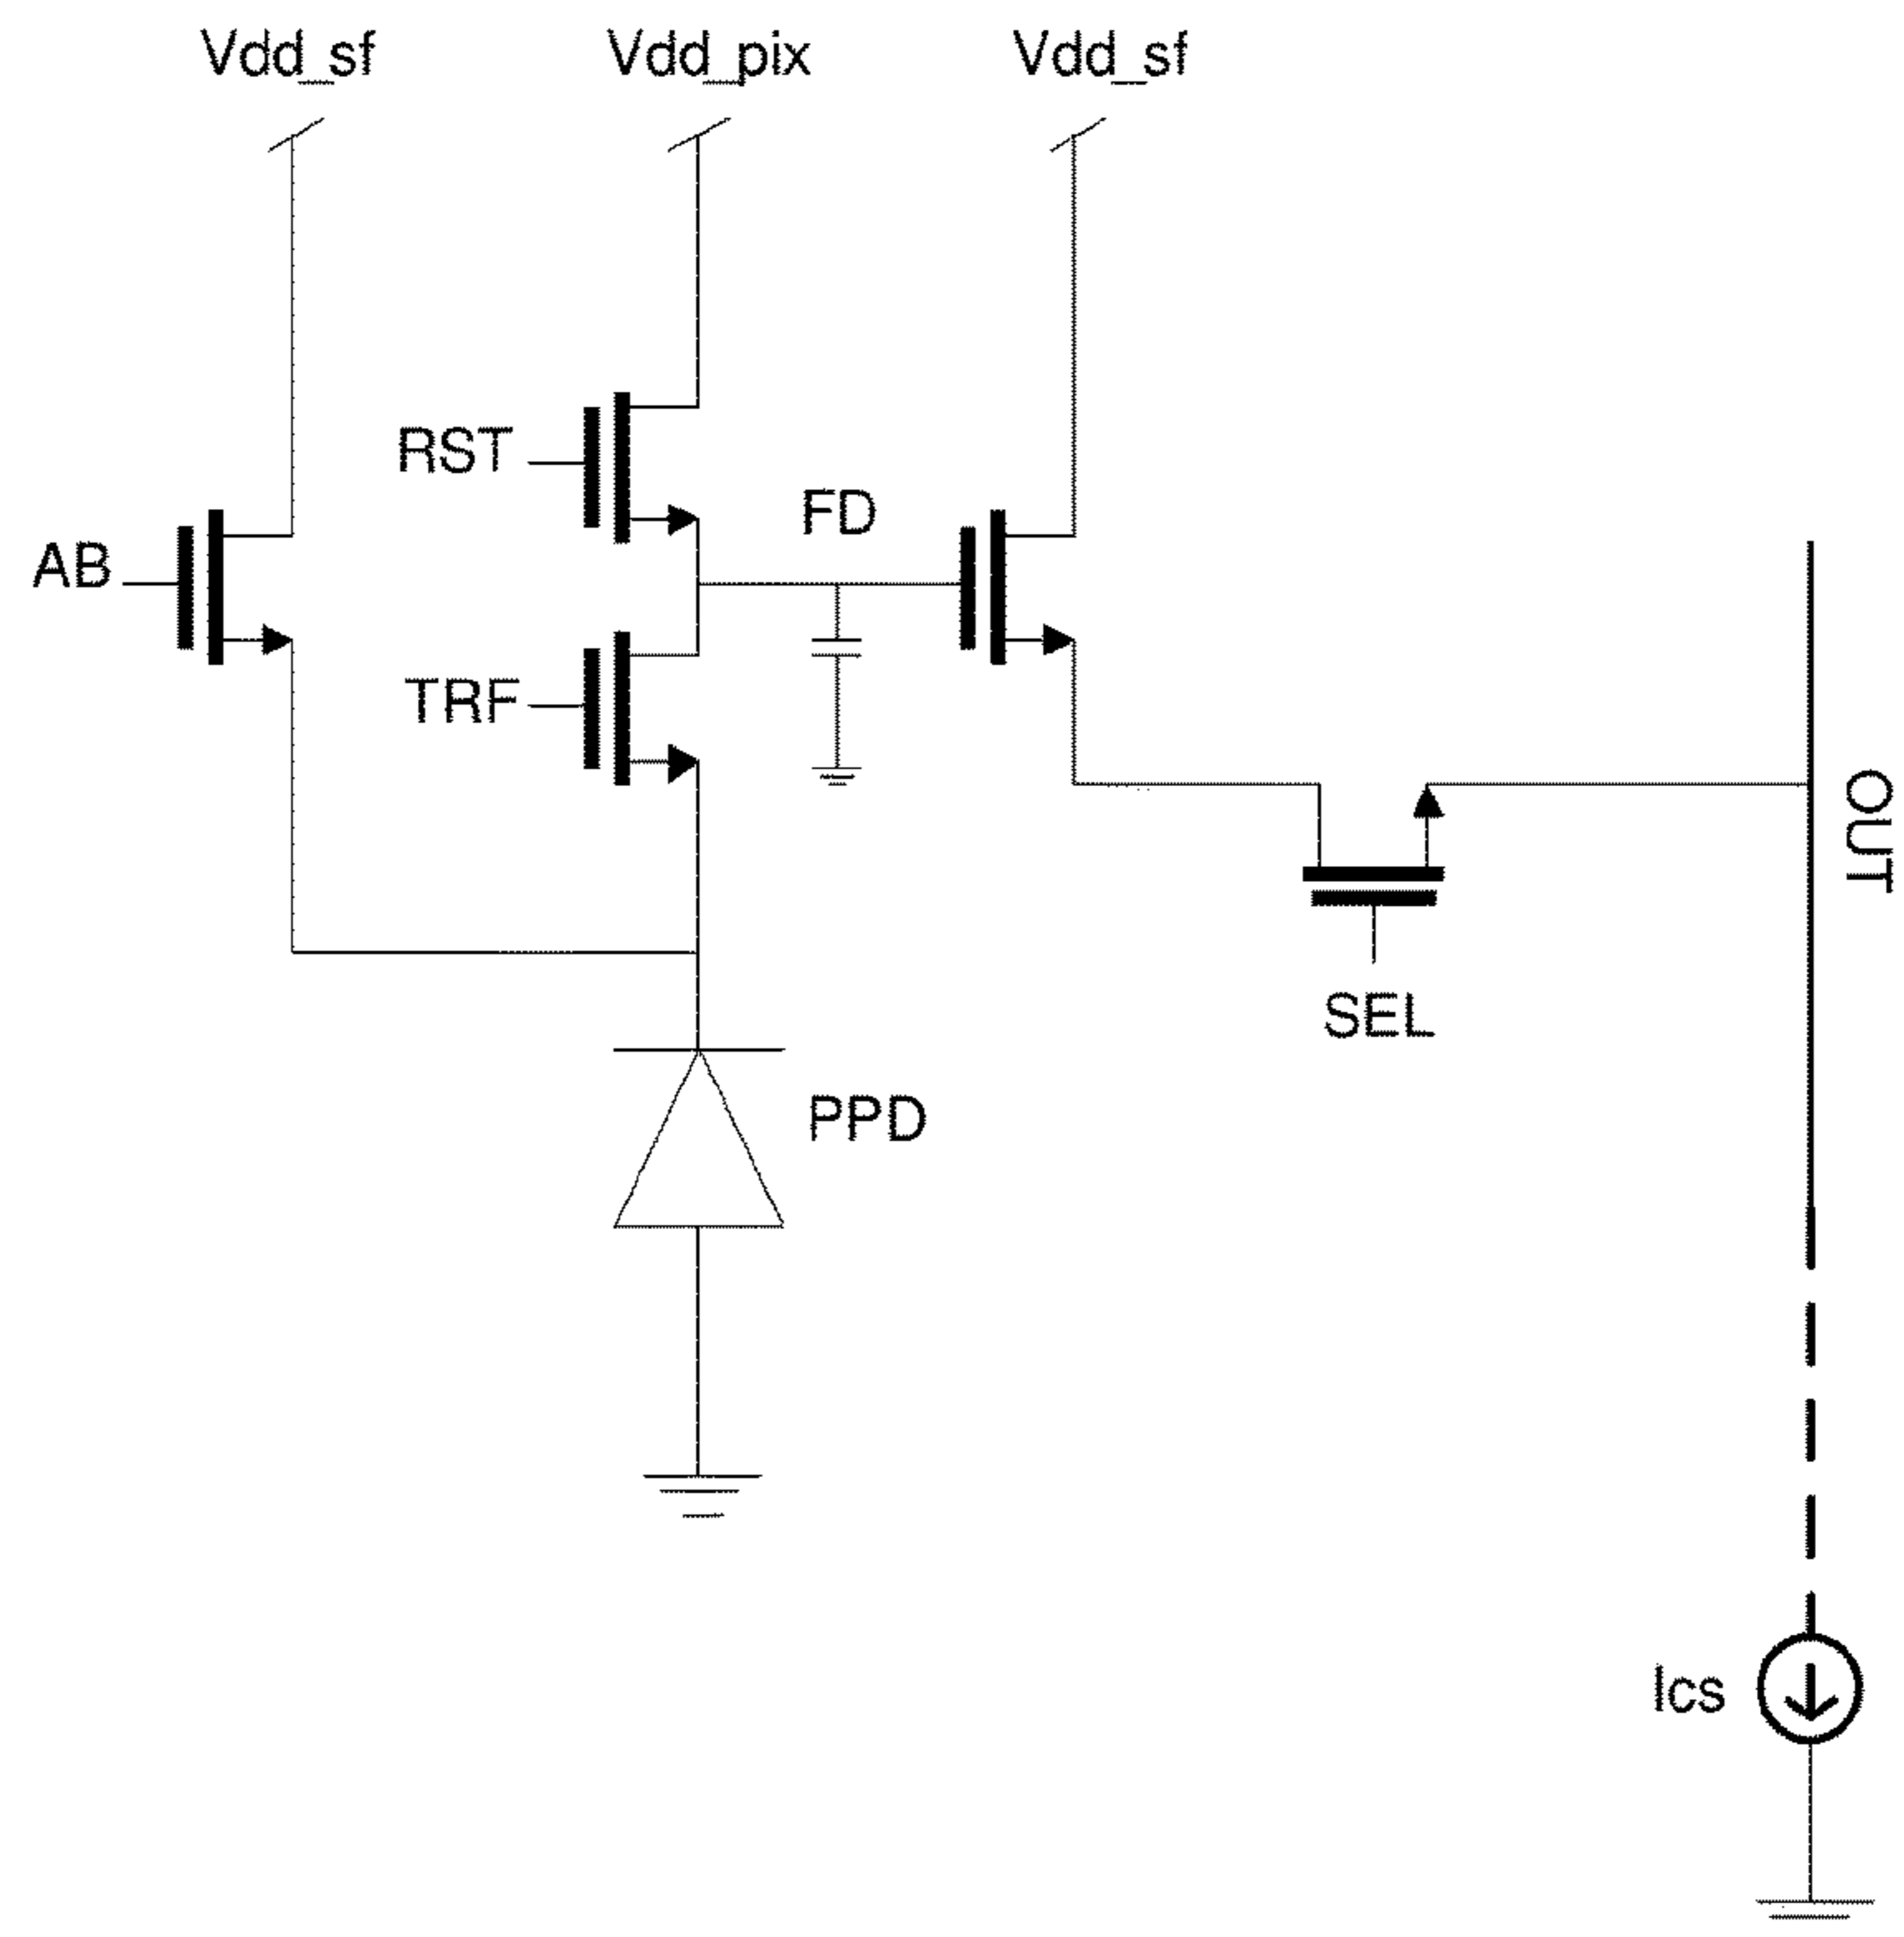 Vdd_sf Vdd_pix Vdd_sf
RST
FD
AB
TRF
OUT
SEL
PPD
Ics